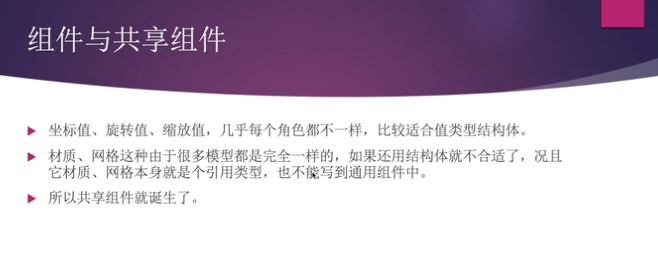 组件与共享组件
坐标值、旋转值、缩放值，几乎每个角色都不一样，比较适合值类型结构体。
材质、网格这种由于很多模型都是完全一样的，如果还用结构体就不合适了，况且
它材质、网格本身就是个引用类型，也不能写到通用组件中。
所以共享组件就诞生了。